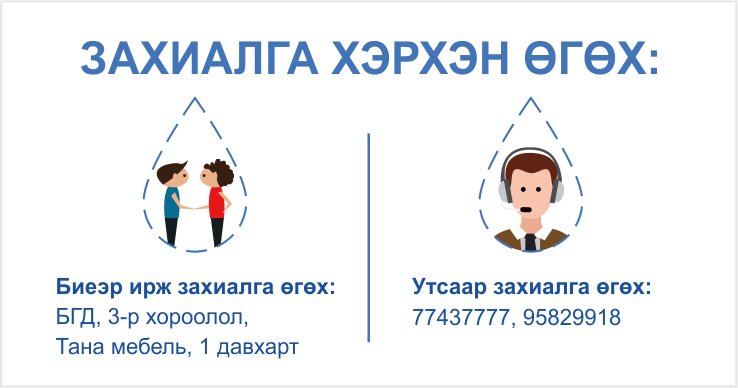 ЗАХИАЛГА ХЭРХЭН ӨГӨХ:
Биеэр ирж захиалга өгөх:
БГД, 3-р хороолол,
Тана мебель, 1 давхарт
Утсаар захиалга өгөх:
77437777, 95829918